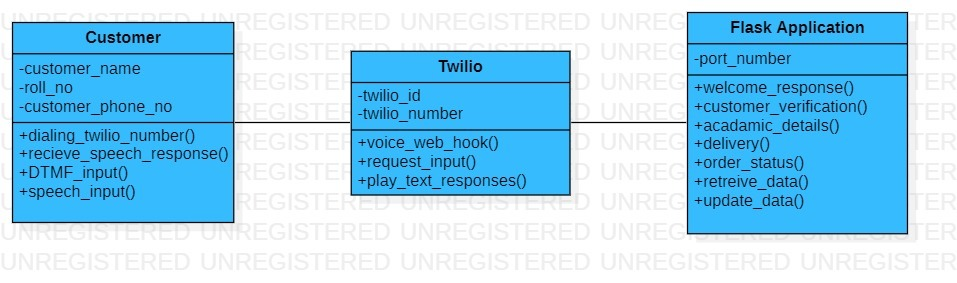 Customer
-customer_name
-roll_no
-customer_phone_no
+dialing_twilio_number()
+recieve_speech_response()
+DTMF_input()
+speech_input()
Twilio
-twilio_id
-twilio_number
+voice_web_hook()
+request_input()
+play_text_responses()
Flask Application
-port_number
+welcome_response()
+customer_verification()
+acadamic_details()
+delivery()
+order_status()
+retreive_data()
+update_data()
UNREGISTERED UNREGISTERED UNREGISTERED UNREGISTERED UNREGISTERED